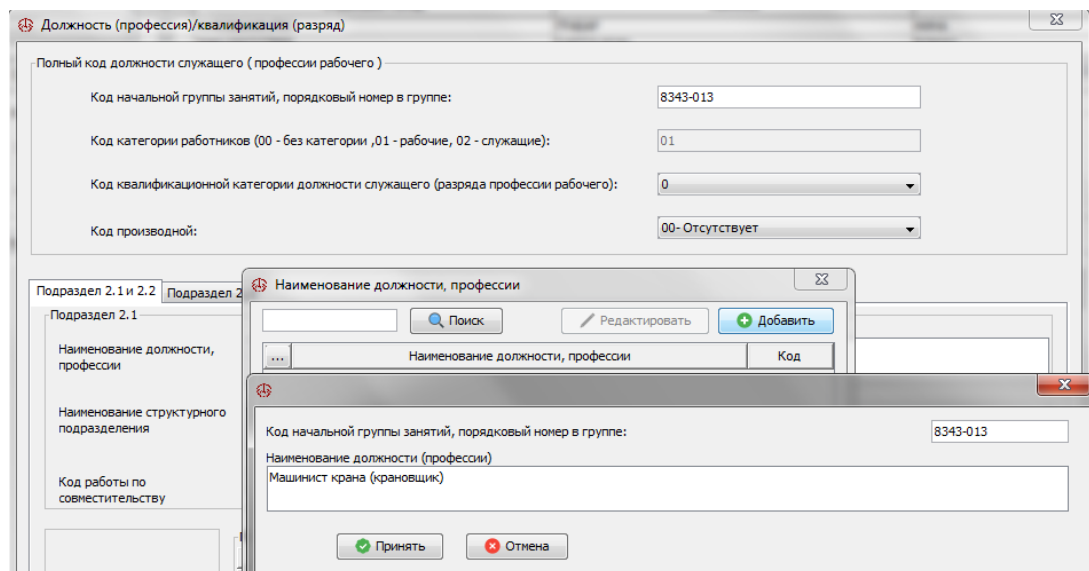 Должность (профессия)/квалификация (разряд)
Полный код должности служащего ( профессии рабочего )
Код начальной группы занятий, порядковый номер в группе: 8343-013
Код категории работников (00 - без категории ,01 - рабочие, 02 - служащие): 01
Код квалификационной категории должности служащего (разряда профессии рабочего): 0
Код производной: 00- Отсутствует
Подраздел 2.1 и 2.2 Подраздел 2
Подраздел 2.1
Наименование должности,
профессии
Наименование структурного
подразделения
Код работы по
совместительству
Наименование должности, профессии
Поиск Редактировать Добавить
... Наименование должности, профессии Код
Код начальной группы занятий, порядковый номер в группе: 8343-013
Наименование должности (профессии)
Машинист крана (крановщик)
Принять Отмена